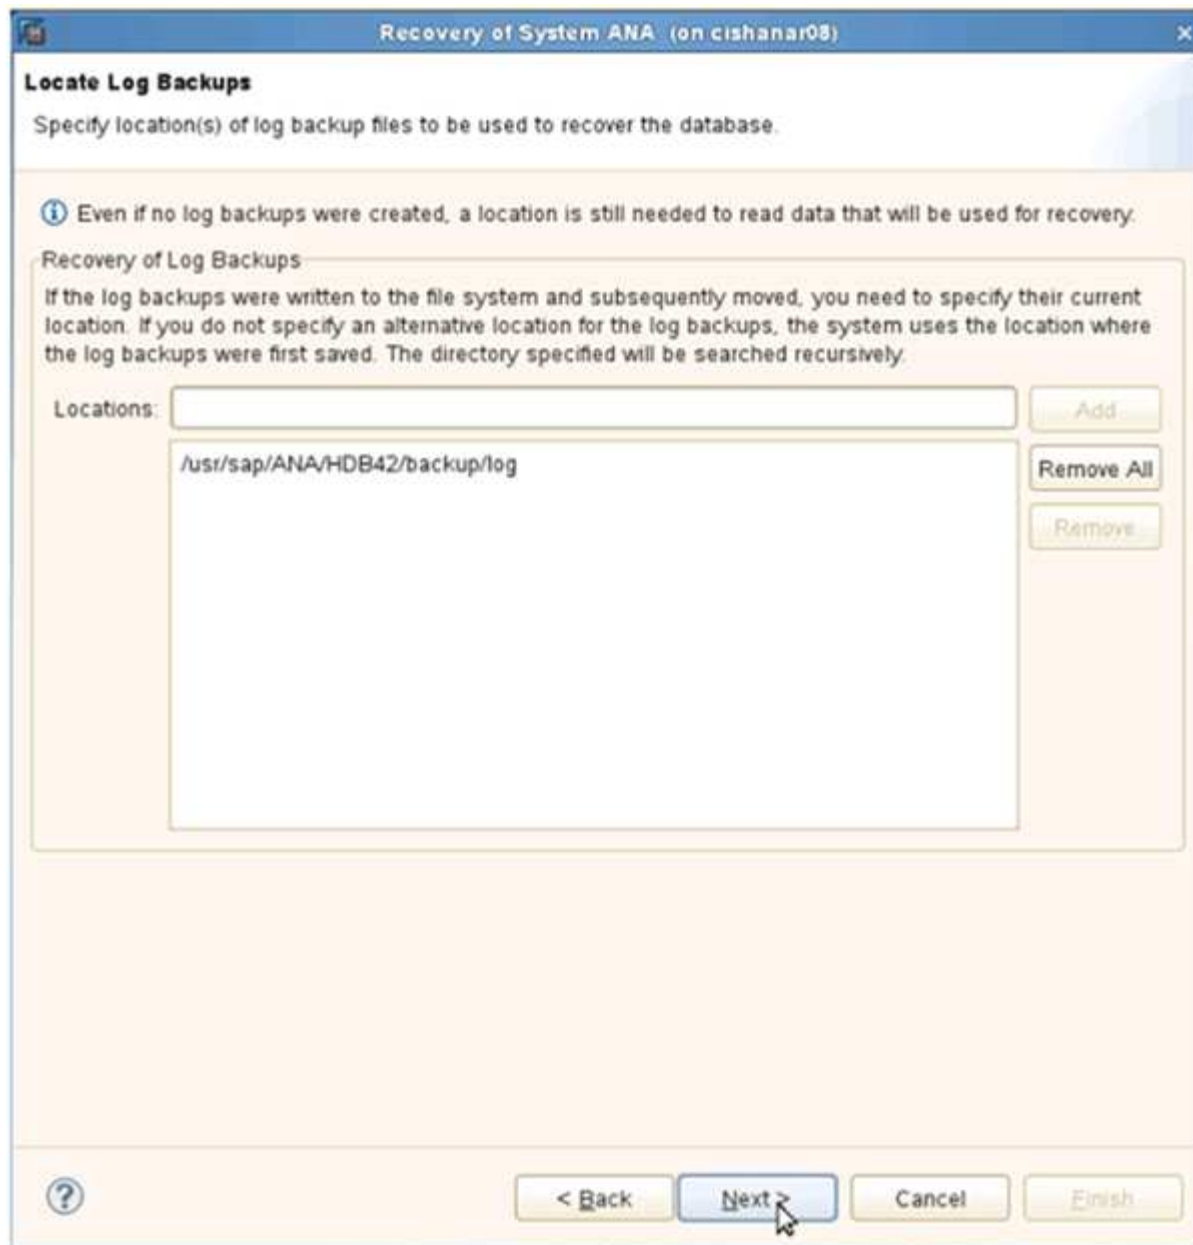 Recovery of System ANA (on cishanar08)
Locate Log Backups
Specify location(s) of log backup files to be used to recover the database.
Even if no log backups were created, a location is still needed to read data that will be used for recovery.
Recovery of Log Backups
If the log backups were written to the file system and subsequently moved, you need to specify their current
location. If you do not specify an alternative location for the log backups, the system uses the location where
the log backups were first saved. The directory specified will be searched recursively.
Locations:
Add
/usr/sap/ANA/HDB42/backup/log
Remove All
Remove
< Back
Next >
Cancel
Finish